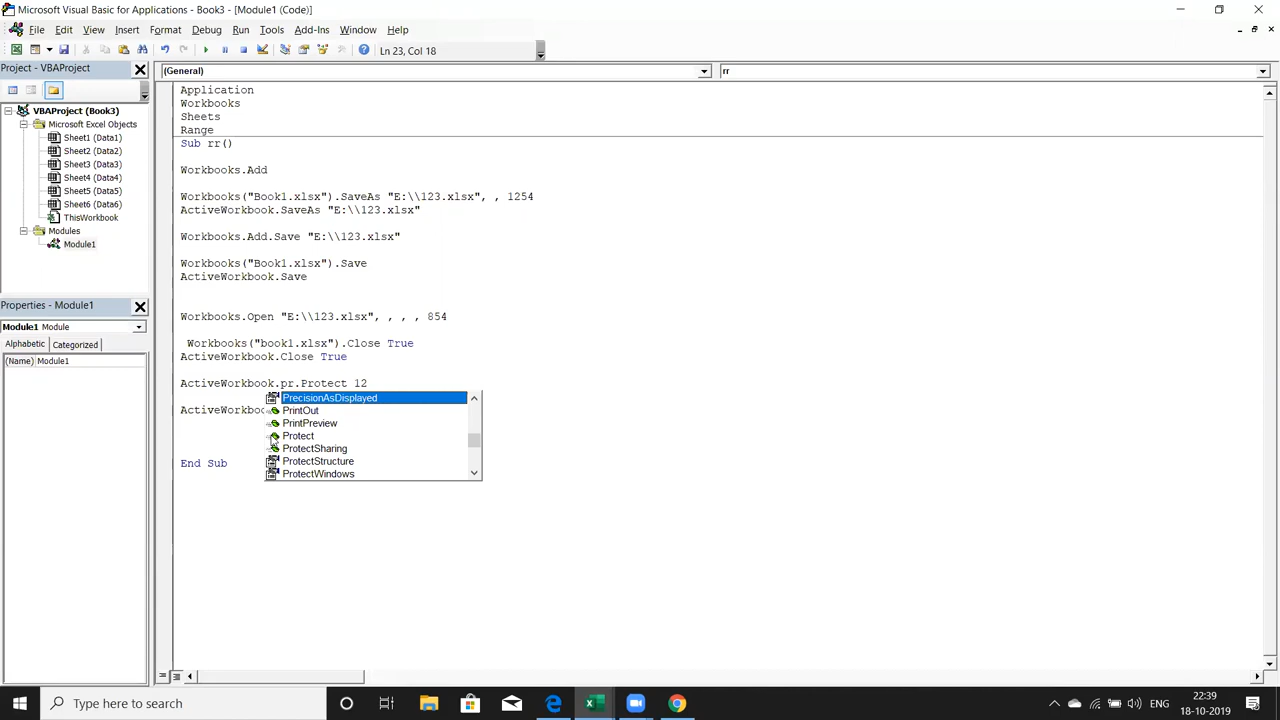 Microsoft Visual Basic for Applications - Book3 - [Module1 (Code)]
File Edit View Insert Format Debug Run Tools Add-Ins Window Help
Ln 23, Col 18
Project - VBAProject
(General)
rr
VBAProject (Book3)
Microsoft Excel Objects
Sheet1 (Data1)
Sheet2 (Data2)
Sheet3 (Data3)
Sheet4 (Data4)
Sheet5 (Data5)
Sheet6 (Data6)
ThisWorkbook
Modules
Module1
Properties - Module1
Module1 Module
Alphabetic Categorized
(Name) Module1
Application
Workbooks
Sheets
Range
Sub rr()
Workbooks.Add
Workbooks("Book1.xlsx").SaveAs "E:\\123.xlsx", , 1254
ActiveWorkbook.SaveAs "E:\\123.xlsx"
Workbooks.Add.Save "E:\\123.xlsx"
Workbooks("Book1.xlsx").Save
ActiveWorkbook.Save
Workbooks.Open "E:\\123.xlsx", , , , 854
Workbooks("book1.xlsx").Close True
ActiveWorkbook.Close True
ActiveWorkbook.pr.Protect 12
ActiveWorkboo
PrecisionAsDisplayed
PrintOut
PrintPreview
Protect
ProtectSharing
ProtectStructure
ProtectWindows
End Sub
Type here to search
ENG
22:39
18-10-2019